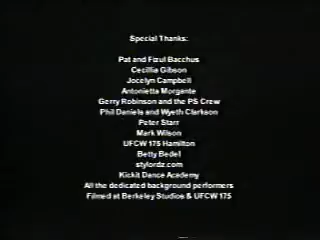 Special Thanks:
Pat and Fizul Bacchus
Cecillia Gibson
Jocelyn Campbell
Antonietta Morgante
Gerry Robinson and the PS Crew
Phil Daniels and Wyeth Clarkson
Peter Starr
Mark Wilson
UFCW 175 Hamilton
Betty Bedel
stylordz.com
Kickit Dance Academy
All the dedicated background performers
Filmed at Berkeley Studios & UFCW 175